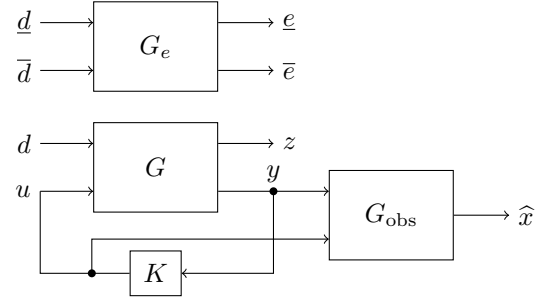 d̲ e̲
G_e
d̅ e̅
d z
y
G
u
G_obs x̂
K